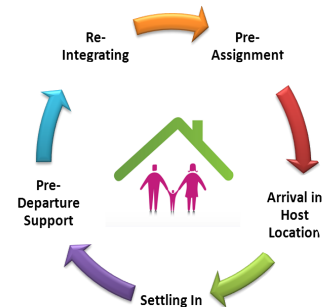 Re-
Integrating
Pre-
Assignment
Arrival in
Host
Location
Settling In
Pre-
Departure
Support